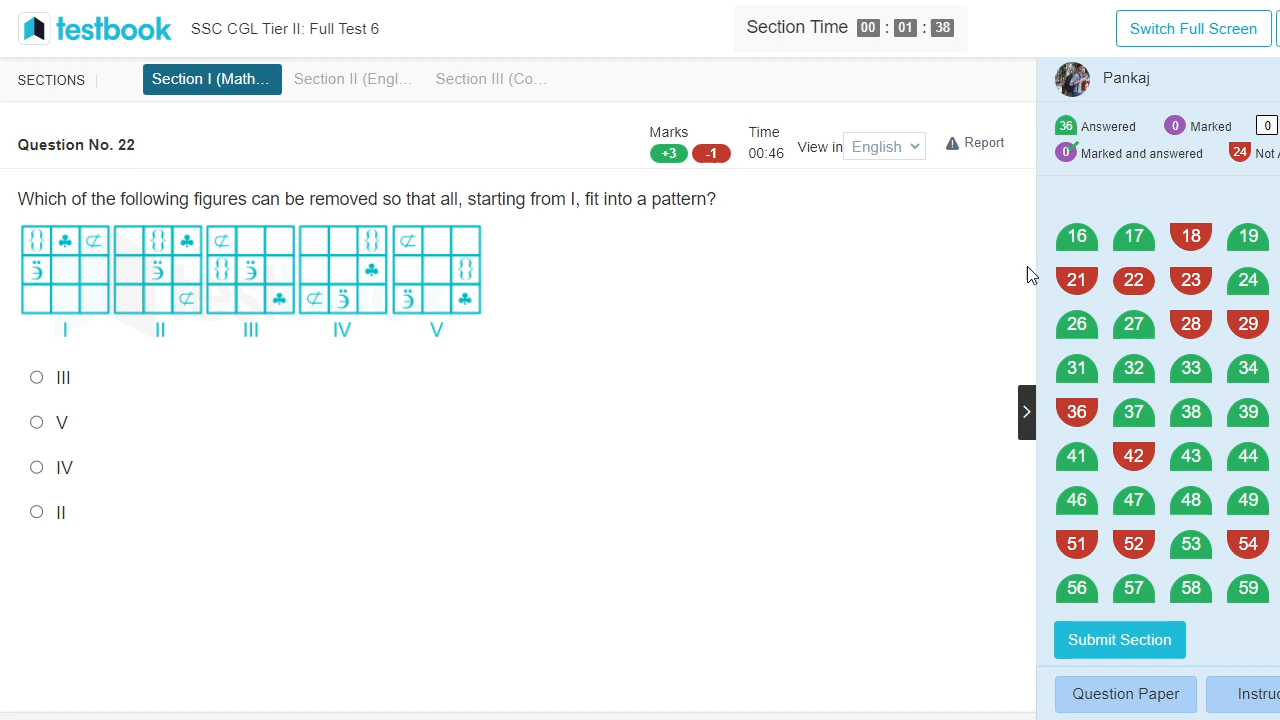 testbook SSC CGL Tier II: Full Test 6 Section Time 00 : 01 : 38 Switch Full Screen
SECTIONS Section I (Math... Section II (Engl... Section III (Co...
Pankaj
Question No. 22
Marks
+3 -1
Time
00:46
View in English
Report
36 Answered 0 Marked 0
0 Marked and answered 24 Not
Which of the following figures can be removed so that all, starting from I, fit into a pattern?
{} ♣ ⊄ {} ♣ ⊄ {} ⊄
Ӭ Ӭ {} Ӭ ♣ {}
⊄ ♣ ⊄ Ӭ Ӭ ♣
I II III IV V
III
V
IV
II
16 17 18 19
21 22 23 24
26 27 28 29
31 32 33 34
36 37 38 39
41 42 43 44
46 47 48 49
51 52 53 54
56 57 58 59
Submit Section
Question Paper